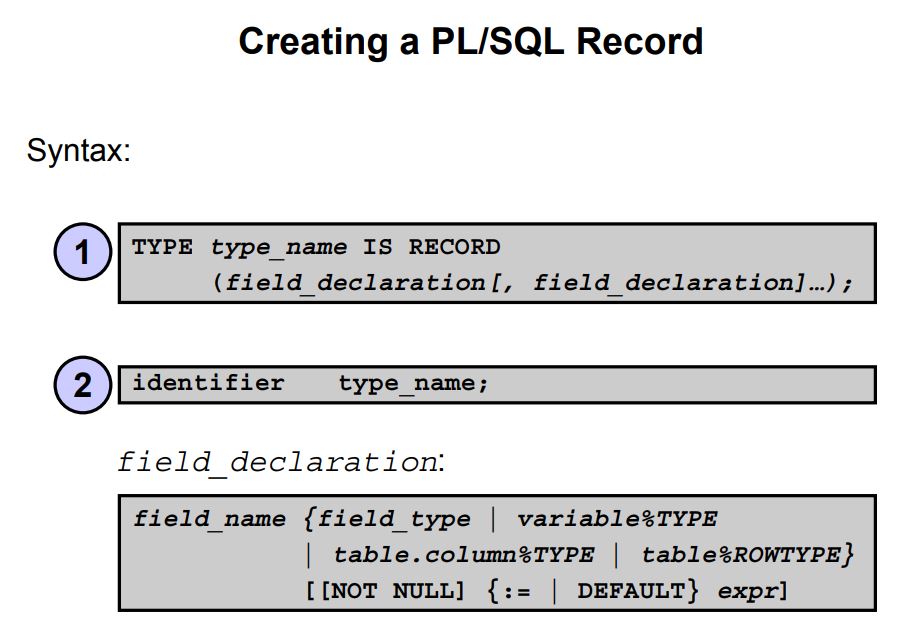 Creating a PL/SQL Record
Syntax:
1
TYPE type_name IS RECORD
(field_declaration[, field_declaration]…);
2
identifier type_name;
field_declaration:
field_name {field_type | variable%TYPE
| table.column%TYPE | table%ROWTYPE}
[[NOT NULL] {:= | DEFAULT} expr]